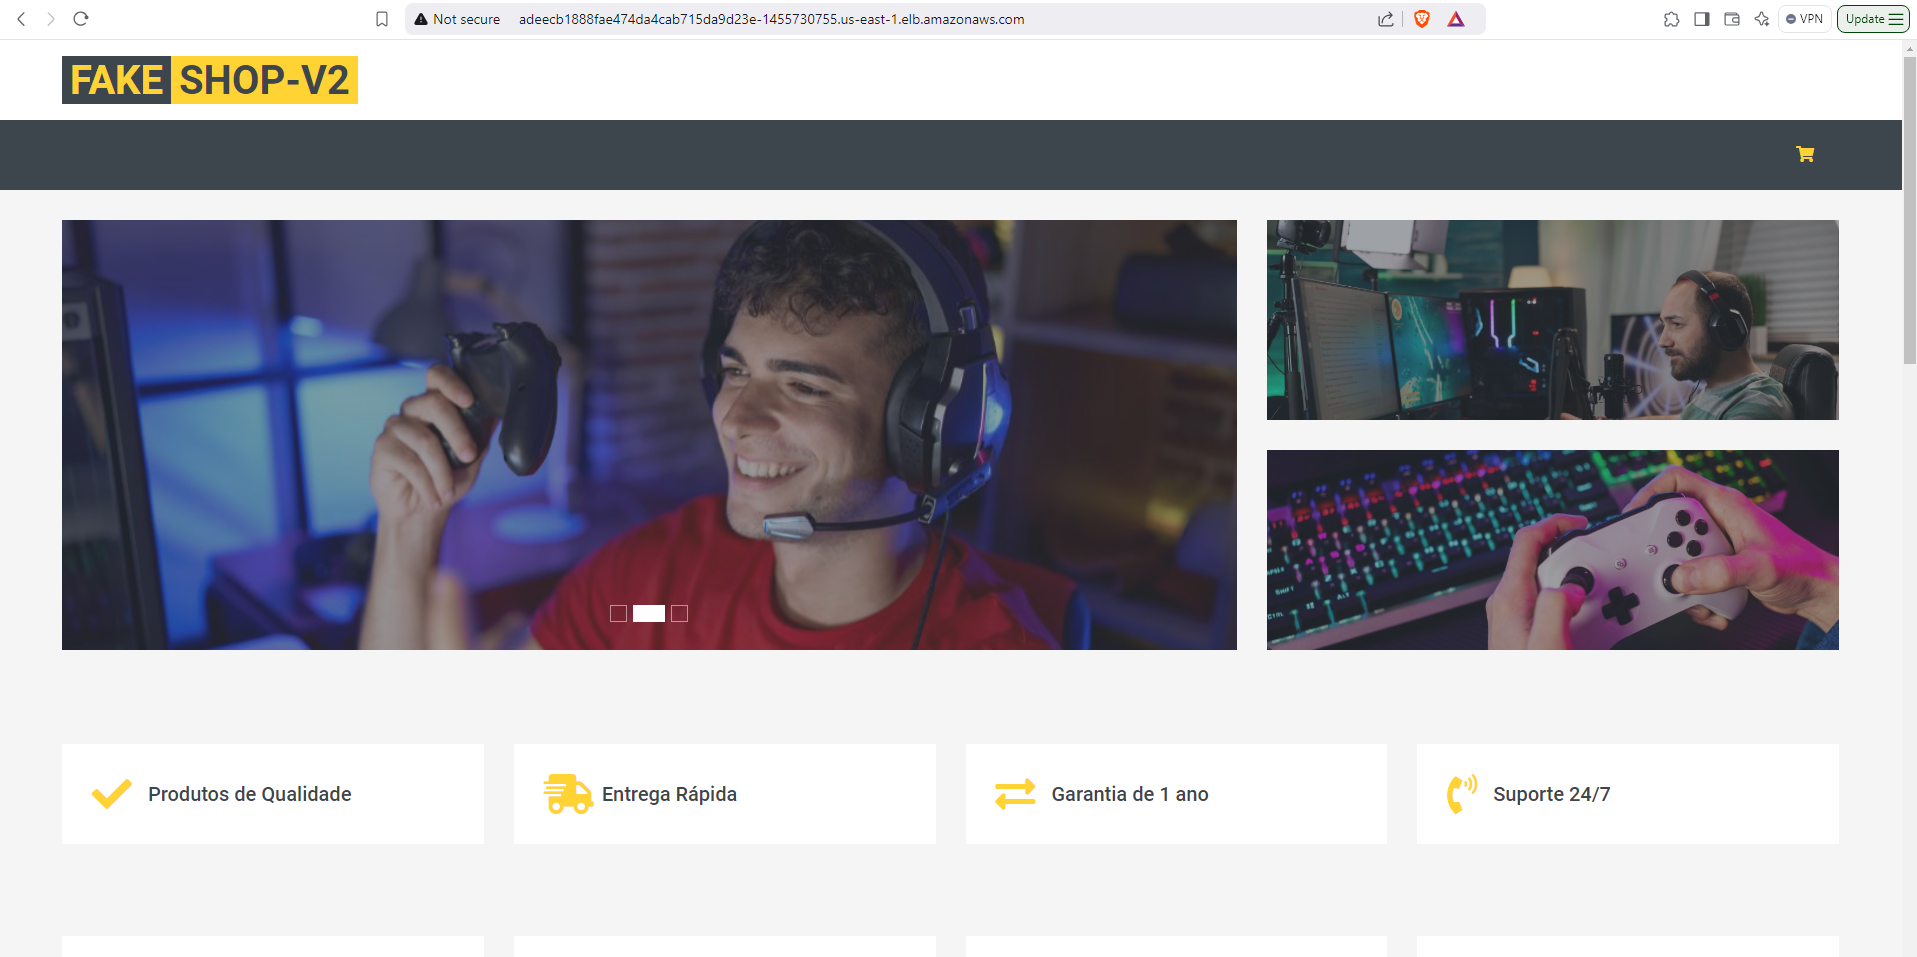 Not secure adeecb1888fae474da4cab715da9d23e-1455730755.us-east-1.elb.amazonaws.com VPN Update
FAKE SHOP-V2
Produtos de Qualidade
Entrega Rápida
Garantia de 1 ano
Suporte 24/7